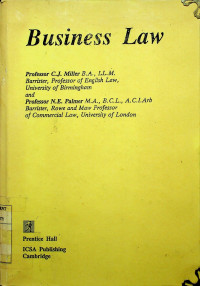 Business Law
Professor C.J. Miller B.A., LL.M.
Barrister, Professor of English Law,
University of Birmingham
and
Professor N.E. Palmer M.A., B.C.L., A.C.I.Arb
Barrister, Rowe and Maw Professor
of Commercial Law, University of London
Prentice Hall
ICSA Publishing
Cambridge